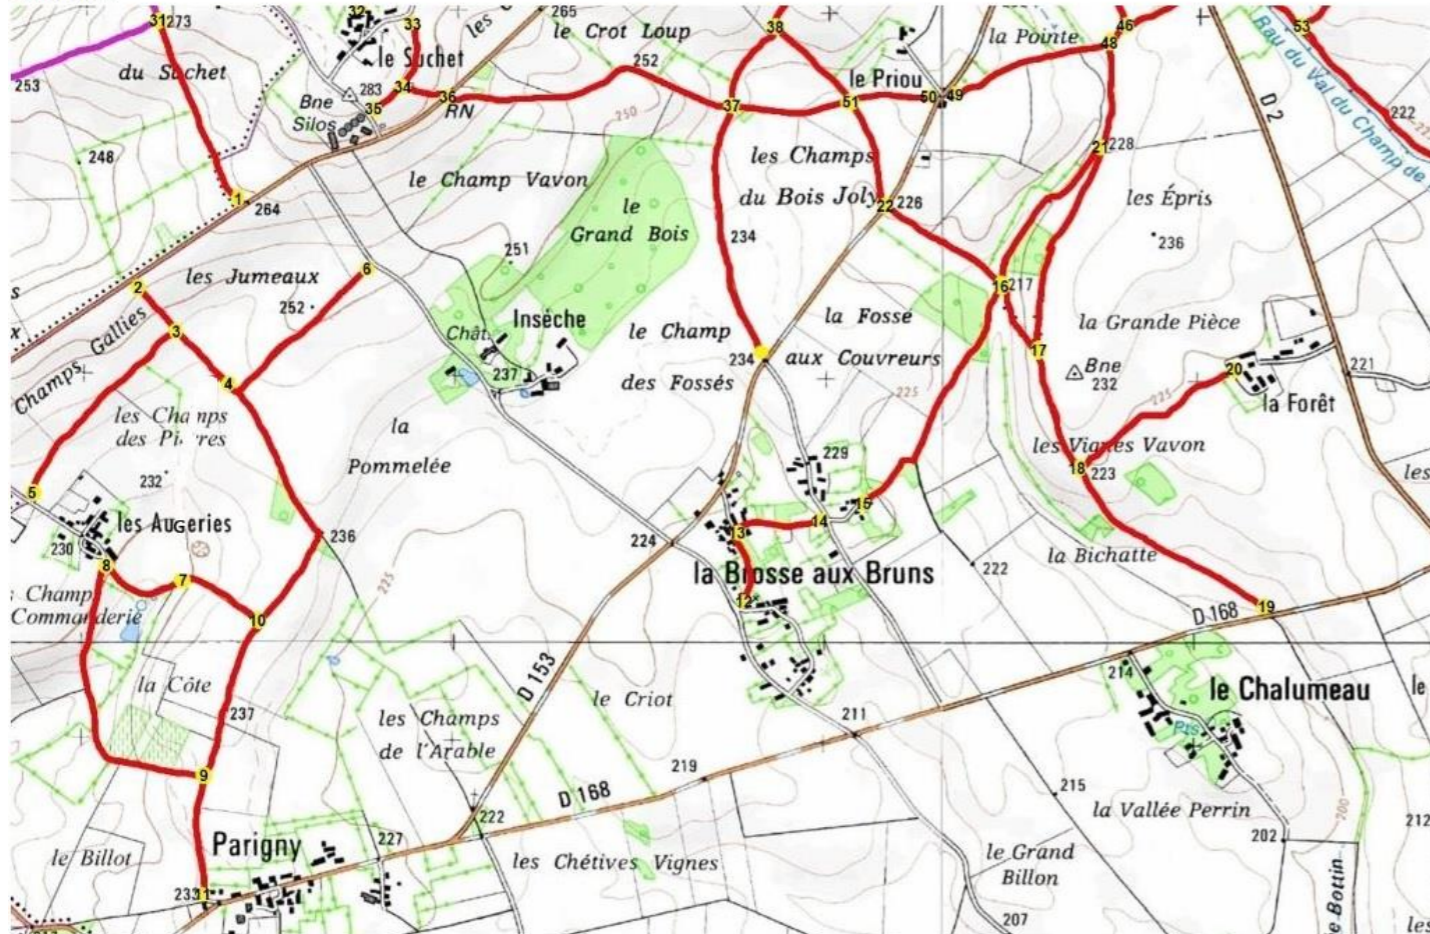 31 273
32
33
265
le Crot Loup
38
la Pointe
46
48
53
Rau du Val du Champ de
253
du Suchet
le Suchet
283
34
35
36
RN
252
le Priou
37
51
50
49
D 2
222
Bne
Silos
250
248
les Champs
du Bois Joly
21 228
1
264
le Champ Vavon
le
Grand Bois
22 226
les Épris
236
251
234
les Jumeaux
6
2
252
16 217
3
Champs Gallies
Chât.
Insèche
le Champ
des Fossés
la Fosse
aux Couvreurs
la Grande Pièce
234
17
Bne
232
20
221
237
4
225
225
la Forêt
les Champs
des Pierres
la
Pommelée
229
les Vignes Vavon
18
223
les
232
5
15
14
les Augeries
230
236
13
224
8
7
la Bichatte
222
la Brosse aux Bruns
225
12
Champ
Commanderie
10
19
D 168
la Côte
D 153
le Criot
214
le Chalumeau
le
237
les Champs
de l'Arable
211
Pts
9
219
D 168
215
la Vallée Perrin
200
222
202
212
Parigny
227
le Billot
les Chétives Vignes
le Grand
Billon
233 11
207
le Bottin
les